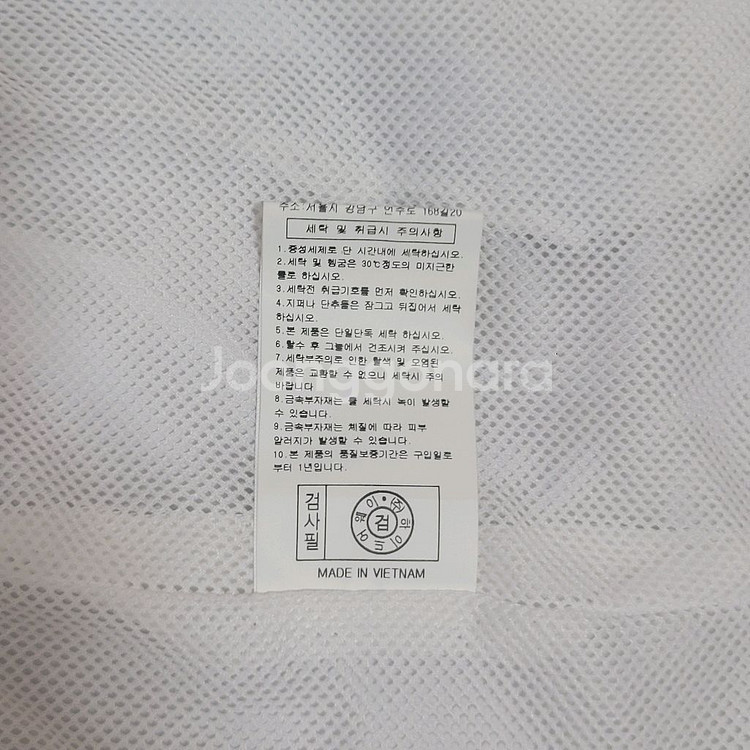 주소:서울시 강남구 언주로 168길20
세탁 및 취급시 주의사항
1.중성세제로 단 시간내에 세탁하십시오.
2.세탁 및 헹굼은 30℃정도의 미지근한
물로 하십시오.
3.세탁전 취급기호를 먼저 확인하십시오.
4.지퍼나 단추등은 잠그고 뒤집어서 세탁
하십시오.
5.본 제품은 단일단독 세탁 하십시오.
6.탈수 후 그늘에서 건조시켜 주십시오.
7.세탁부주의로 인한 탈색 및 오염된
제품은 교환할 수 없으니 세탁시 주의
바랍니다.
8.금속부자재는 물 세탁시 녹이 발생할
수 있습니다.
9.금속부자재는 체질에 따라 피부
알러지가 발생할 수 있습니다.
10.본 제품의 품질보증기간은 구입일로
부터 1년입니다.
검사필
검
MADE IN VIETNAM
Joonggonara